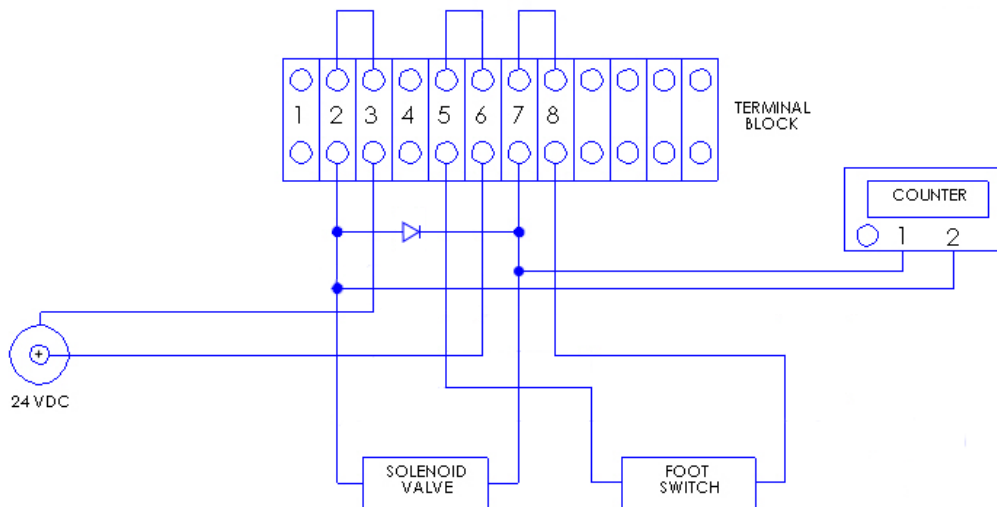 1 2 3 4 5 6 7 8
TERMINAL
BLOCK
COUNTER
1 2
+
24 VDC
SOLENOID
VALVE
FOOT
SWITCH